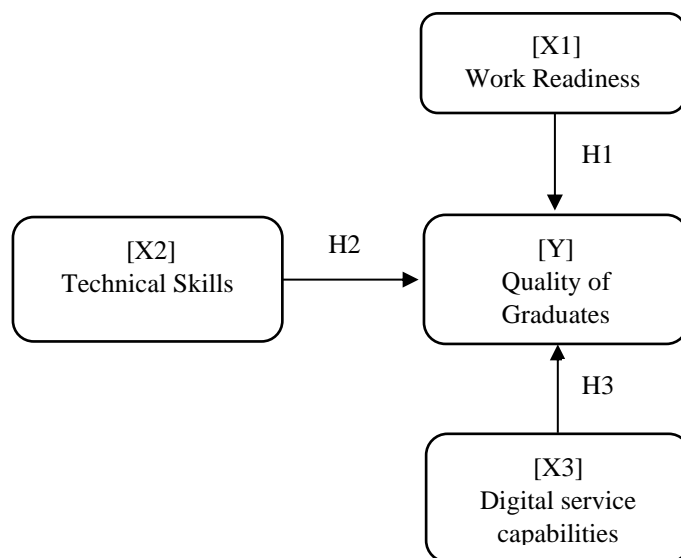 [X1]
Work Readiness
H1
[X2]
Technical Skills
H2
[Y]
Quality of
Graduates
H3
[X3]
Digital service
capabilities